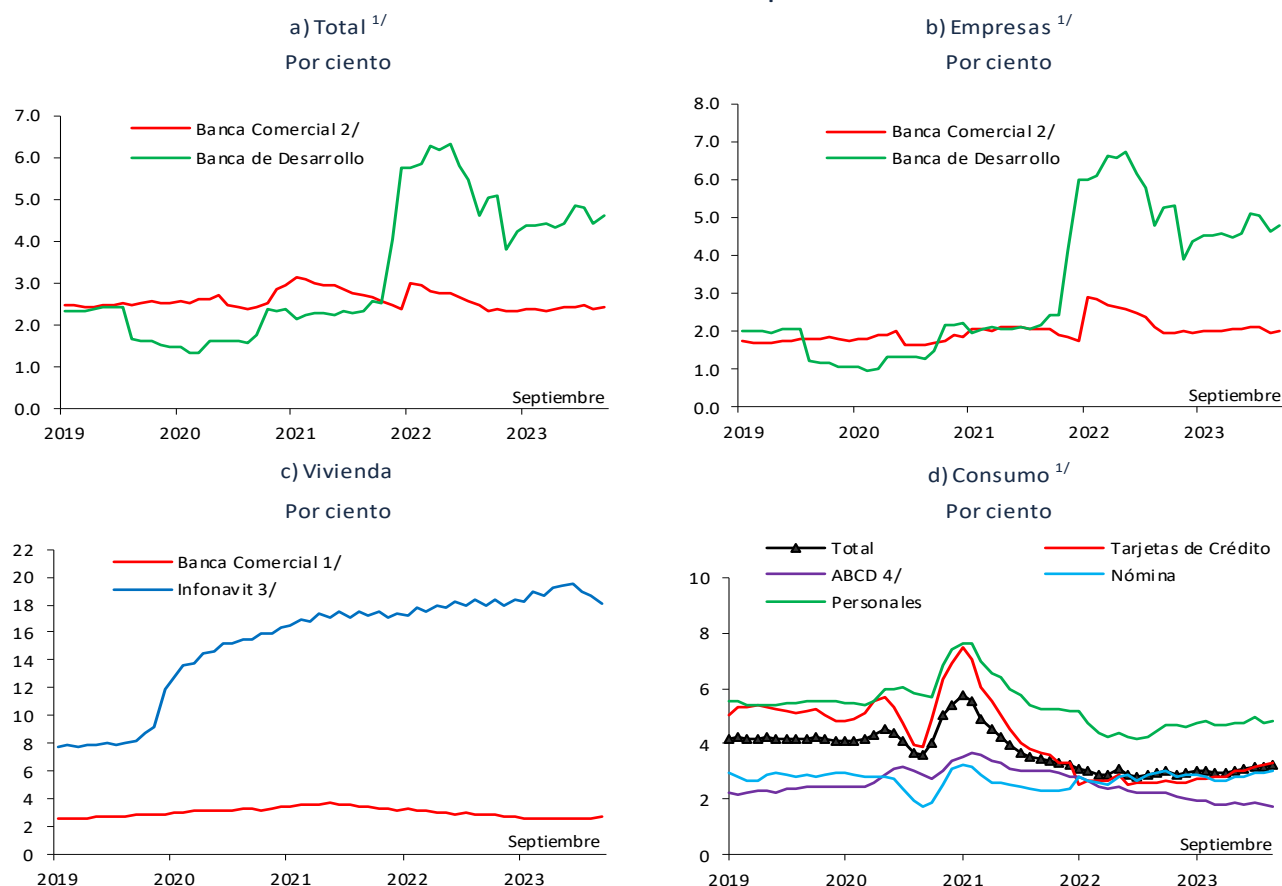 a) Total 1/
Por ciento
7.0
6.0
5.0
4.0
3.0
2.0
1.0
0.0
Banca Comercial 2/
Banca de Desarrollo
Septiembre
2019 2020 2021 2022 2023
b) Empresas 1/
Por ciento
8.0
7.0
6.0
5.0
4.0
3.0
2.0
1.0
0.0
Banca Comercial 2/
Banca de Desarrollo
Septiembre
2019 2020 2021 2022 2023
c) Vivienda
Por ciento
22
20
18
16
14
12
10
8
6
4
2
0
Banca Comercial 1/
Infonavit 3/
Septiembre
2019 2020 2021 2022 2023
d) Consumo 1/
Por ciento
Total Tarjetas de Crédito
ABCD 4/ Nómina
Personales
10
8
6
4
2
0
Septiembre
2019 2020 2021 2022 2023